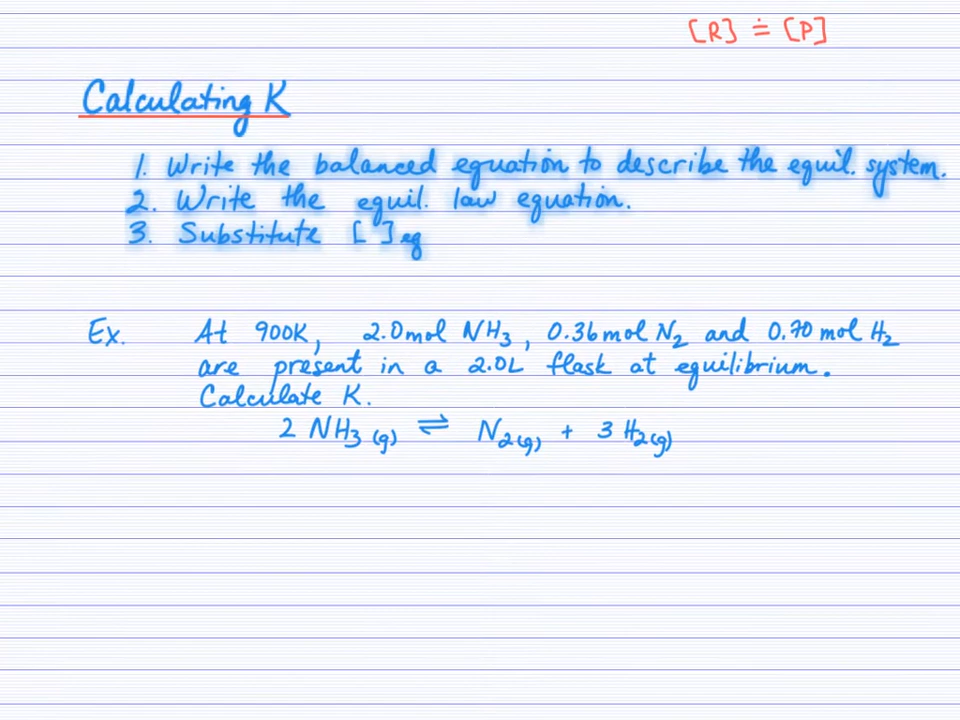 [R] ≐ [P]
Calculating K
1. Write the balanced equation to describe the equil. system.
2. Write the equil. law equation.
3. Substitute [ ]eq
Ex. At 900K, 2.0mol NH₃, 0.36mol N₂ and 0.70 mol H₂
are present in a 2.0L flask at equilibrium.
Calculate K.
2 NH₃(g) ⇌ N₂(g) + 3 H₂(g)